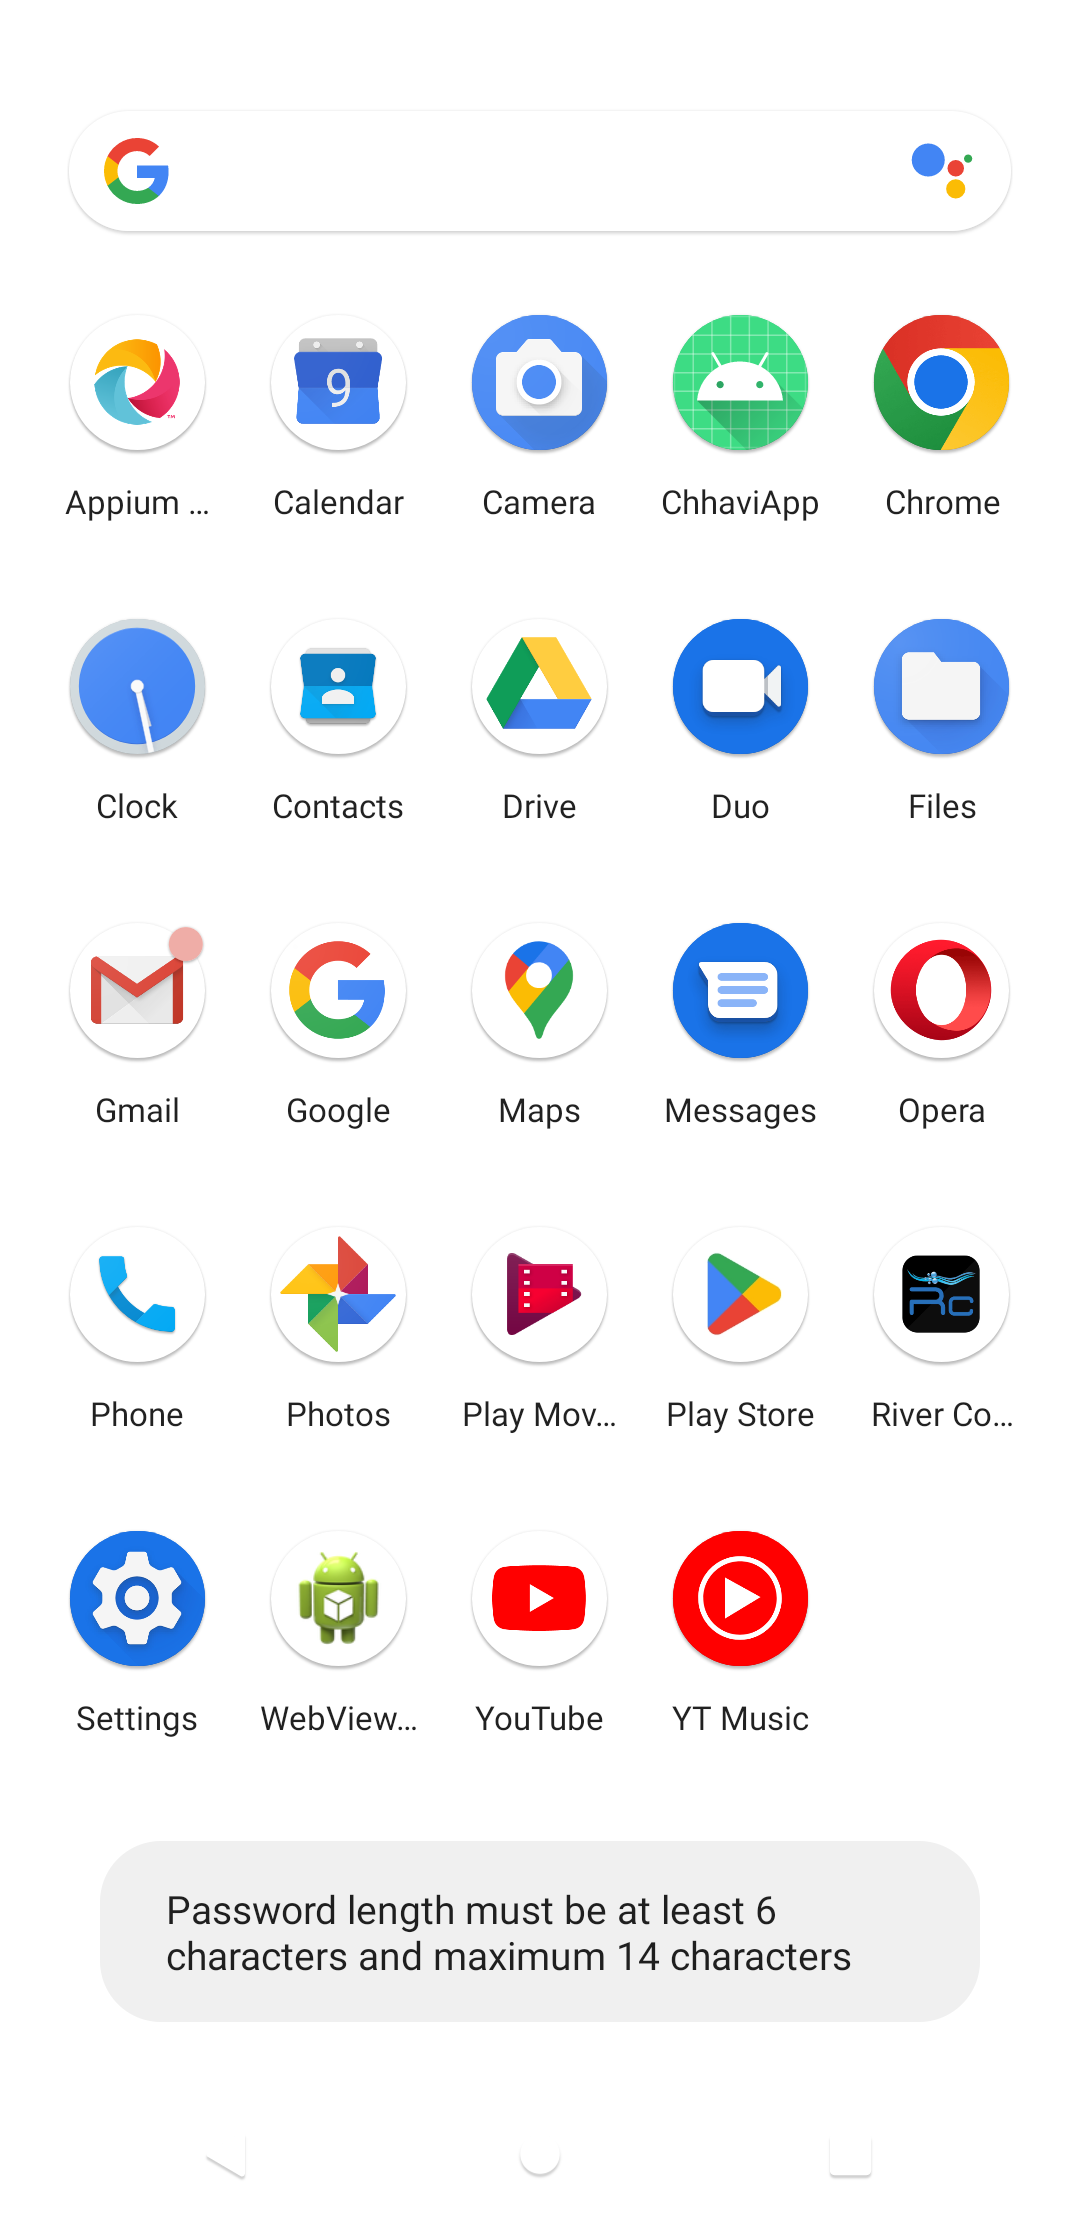 Appium ...
Calendar
Camera
ChhaviApp
Chrome
Clock
Contacts
Drive
Duo
Files
Gmail
Google
Maps
Messages
Opera
Phone
Photos
Play Mov...
Play Store
River Co...
Settings
WebView...
YouTube
YT Music
Password length must be at least 6
characters and maximum 14 characters